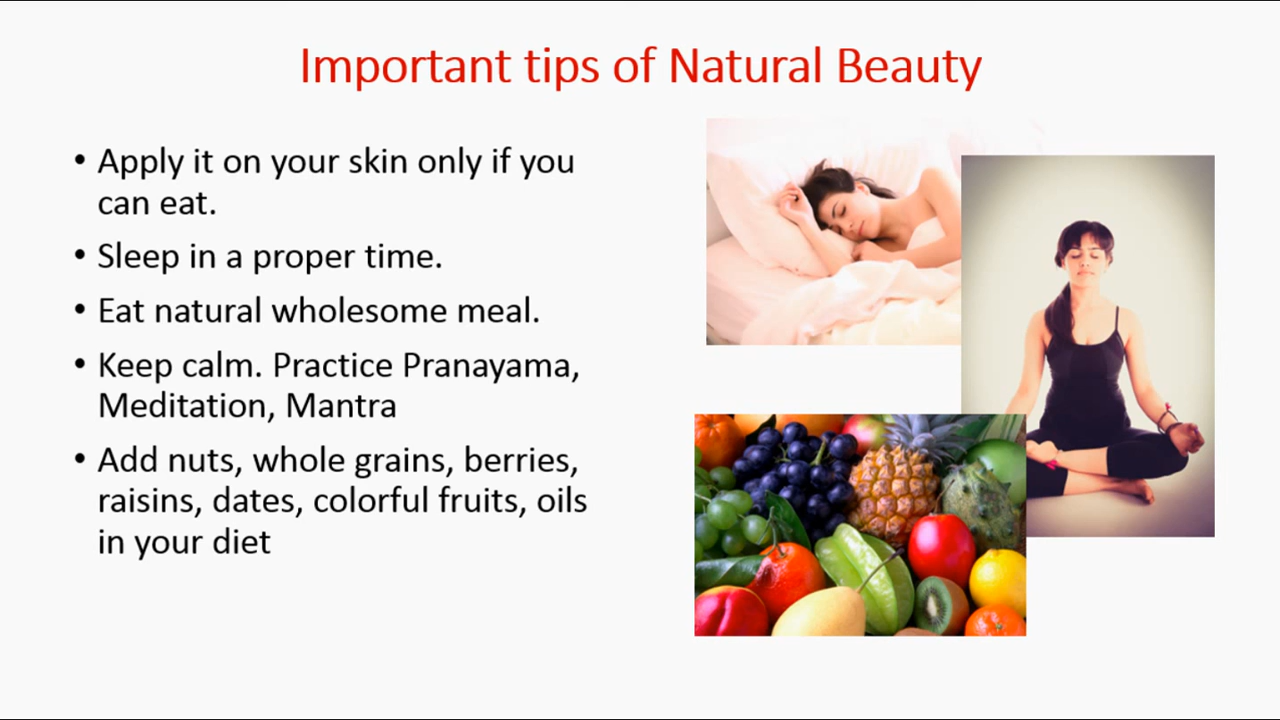 Important tips of Natural Beauty
• Apply it on your skin only if you
can eat.
• Sleep in a proper time.
• Eat natural wholesome meal.
• Keep calm. Practice Pranayama,
Meditation, Mantra
• Add nuts, whole grains, berries,
raisins, dates, colorful fruits, oils
in your diet